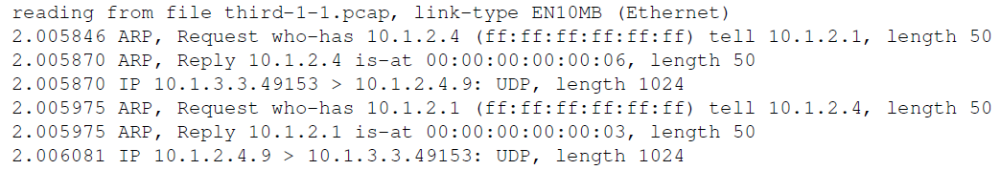 reading from file third-1-1.pcap, link-type EN10MB (Ethernet)
2.005846 ARP, Request who-has 10.1.2.4 (ff:ff:ff:ff:ff:ff) tell 10.1.2.1, length 50
2.005870 ARP, Reply 10.1.2.4 is-at 00:00:00:00:00:06, length 50
2.005870 IP 10.1.3.3.49153 > 10.1.2.4.9: UDP, length 1024
2.005975 ARP, Request who-has 10.1.2.1 (ff:ff:ff:ff:ff:ff) tell 10.1.2.4, length 50
2.005975 ARP, Reply 10.1.2.1 is-at 00:00:00:00:00:03, length 50
2.006081 IP 10.1.2.4.9 > 10.1.3.3.49153: UDP, length 1024